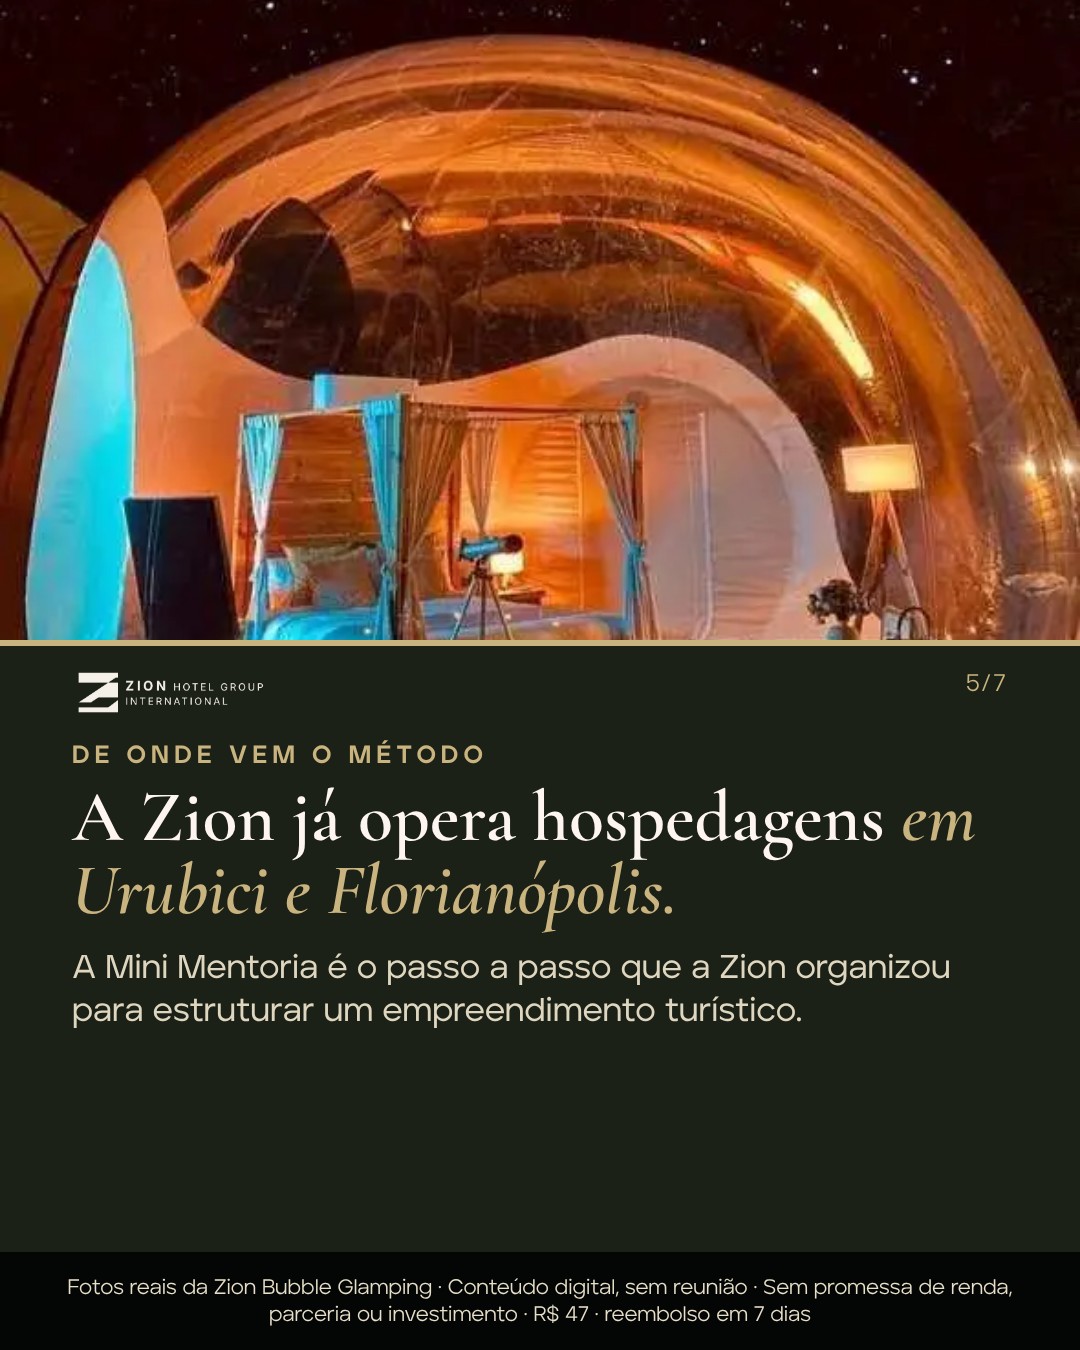 ZION HOTEL GROUP
INTERNATIONAL
5/7
DE ONDE VEM O MÉTODO
A Zion já opera hospedagens em
Urubici e Florianópolis.
A Mini Mentoria é o passo a passo que a Zion organizou
para estruturar um empreendimento turístico.
Fotos reais da Zion Bubble Glamping · Conteúdo digital, sem reunião · Sem promessa de renda,
parceria ou investimento · R$ 47 · reembolso em 7 dias